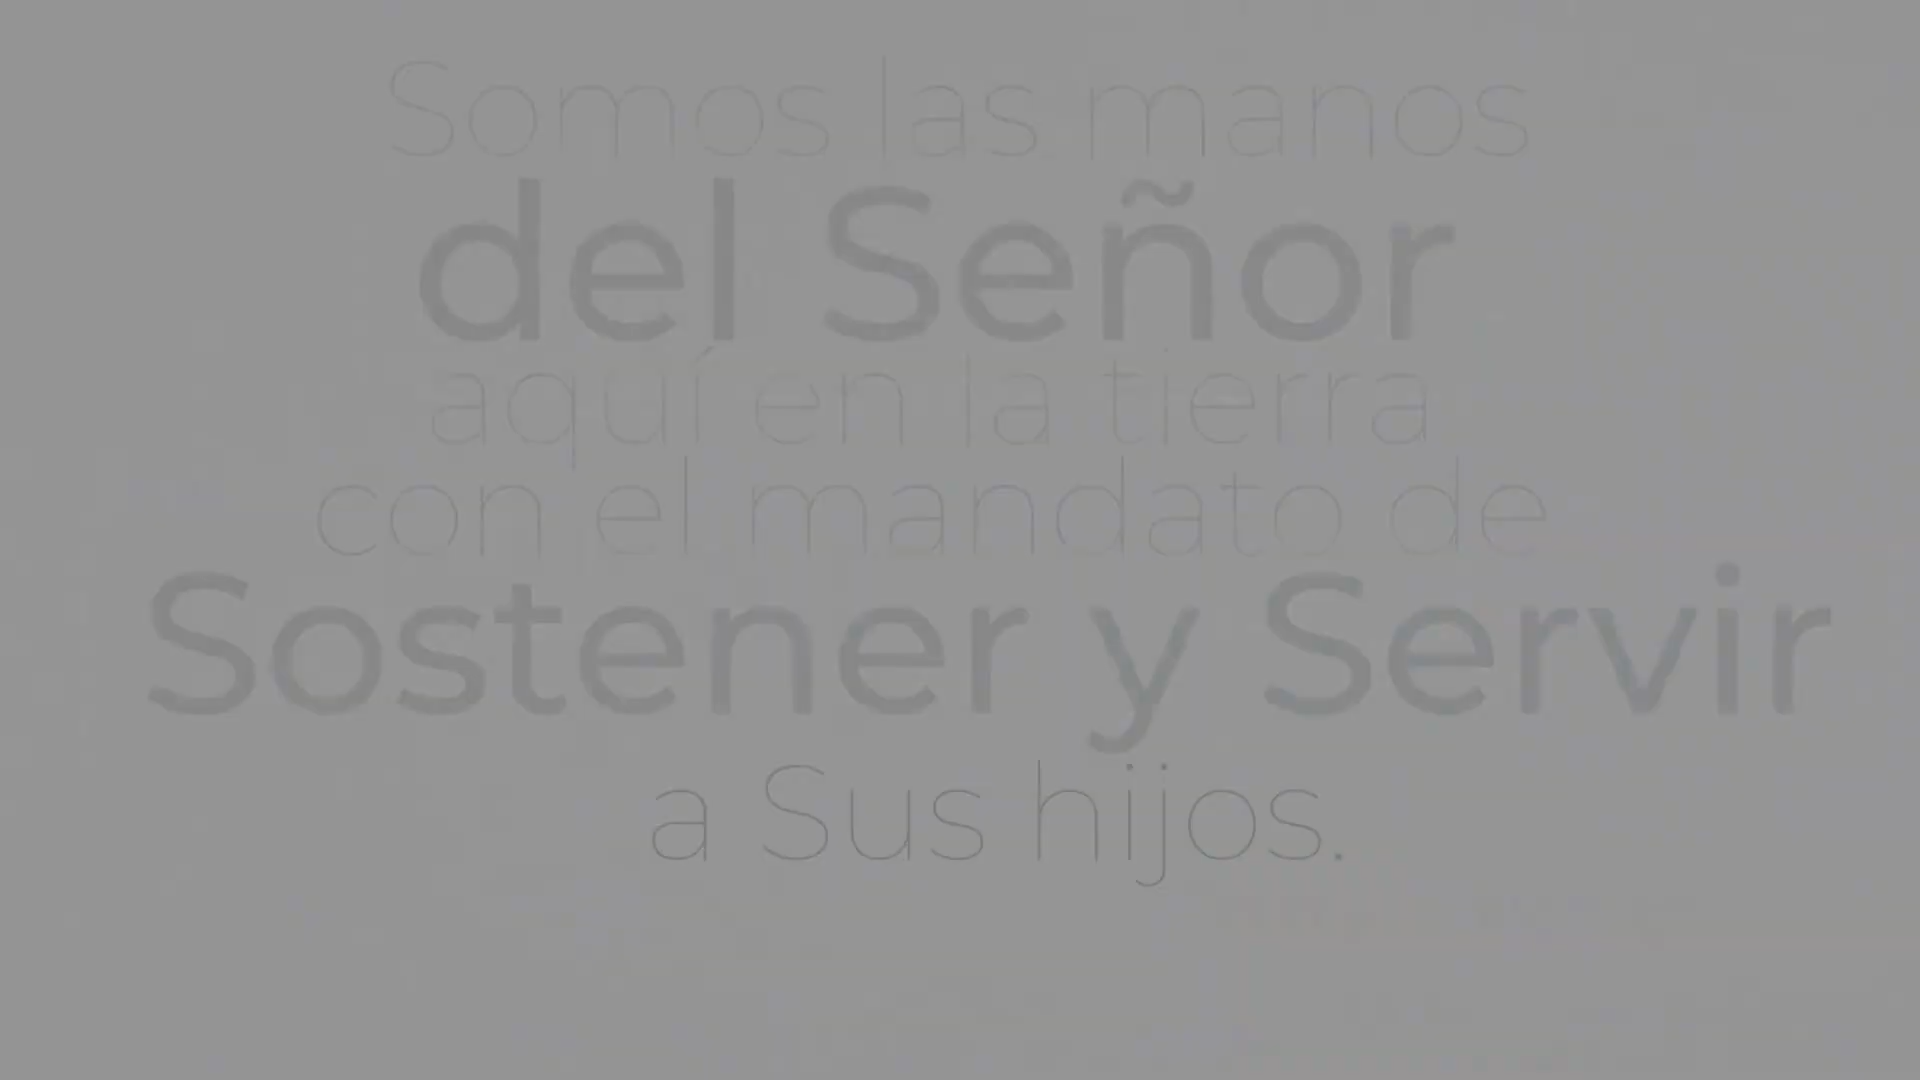 Somos las manos
del Señor
aquí en la tierra
con el mandato de
Sostener y Servir
a Sus hijos.